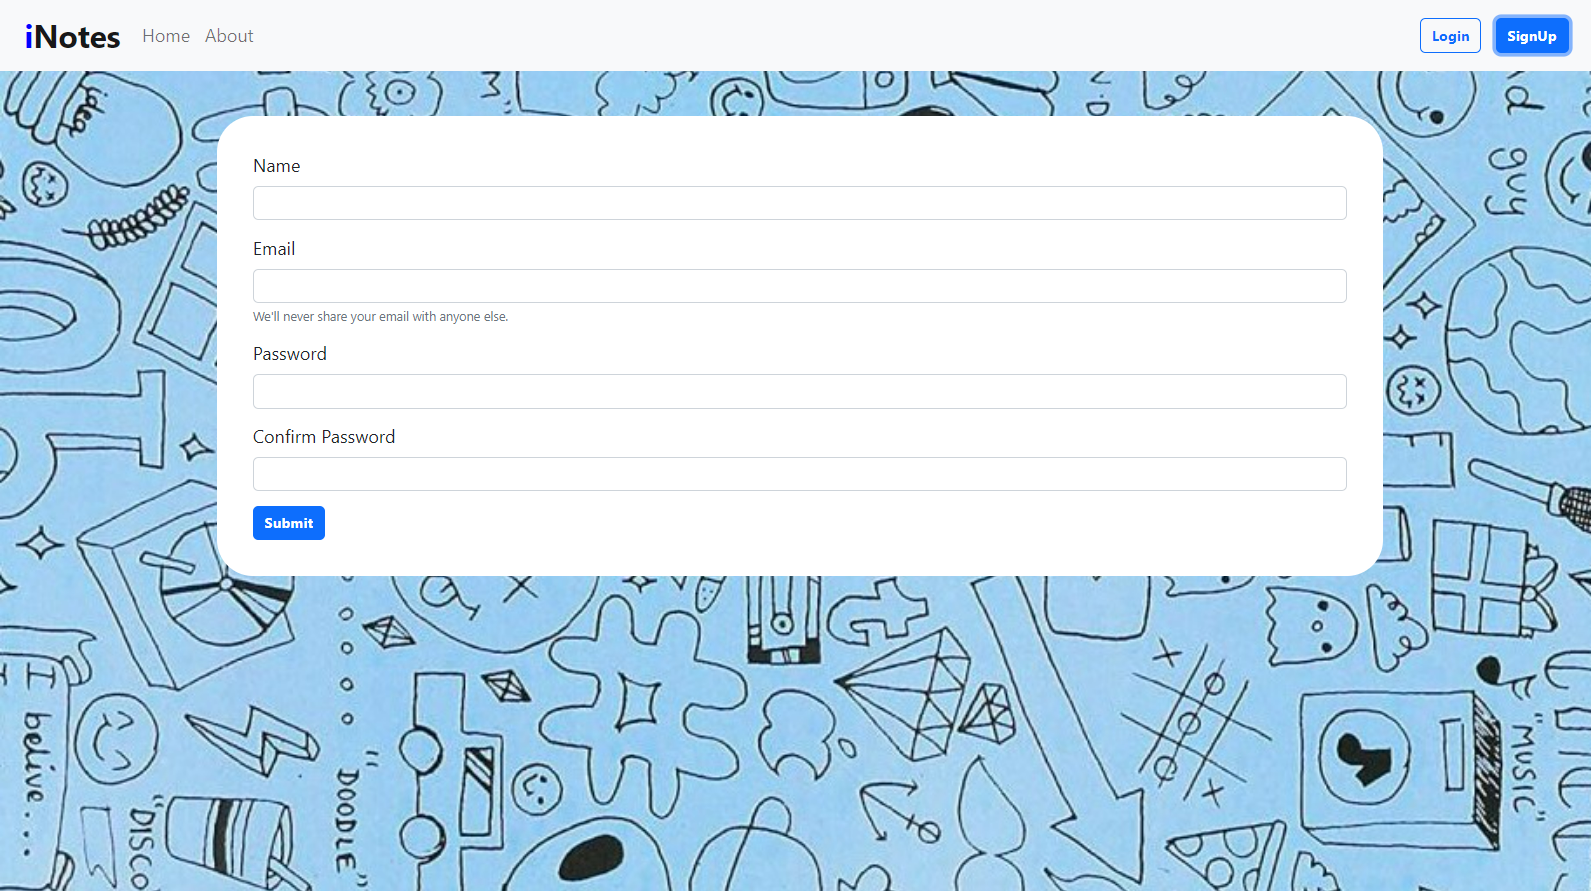 iNotes Home About Login SignUp
idea
guy
Name
Email
We'll never share your email with anyone else.
Password
Confirm Password
Submit
I belive...
"DISCO
"DOODLE"
"MUSIC"